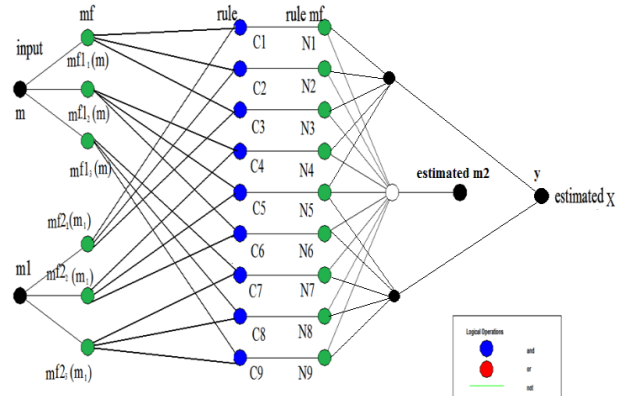 input
mf
rule
rule mf
m
mf1₁(m)
mf1₂(m)
mf1₃(m)
m1
mf2₁(m₁)
mf2₂(m₁)
mf2₃(m₁)
C1
C2
C3
C4
C5
C6
C7
C8
C9
N1
N2
N3
N4
N5
N6
N7
N8
N9
estimated m2
y
estimated X
Logical Operations
and
or
not